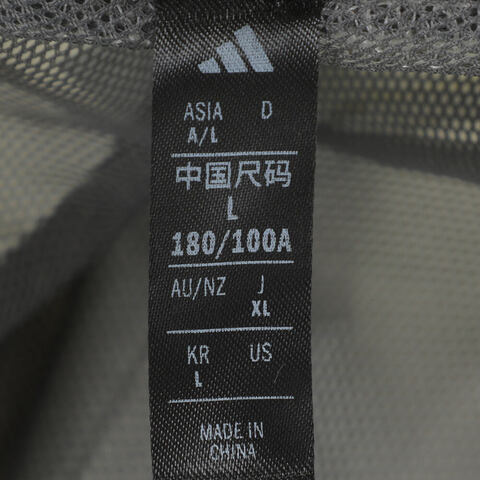 ASIA D
A/L
中国尺码
L
180/100A
AU/NZ J
XL
KR US
L
MADE IN
CHINA